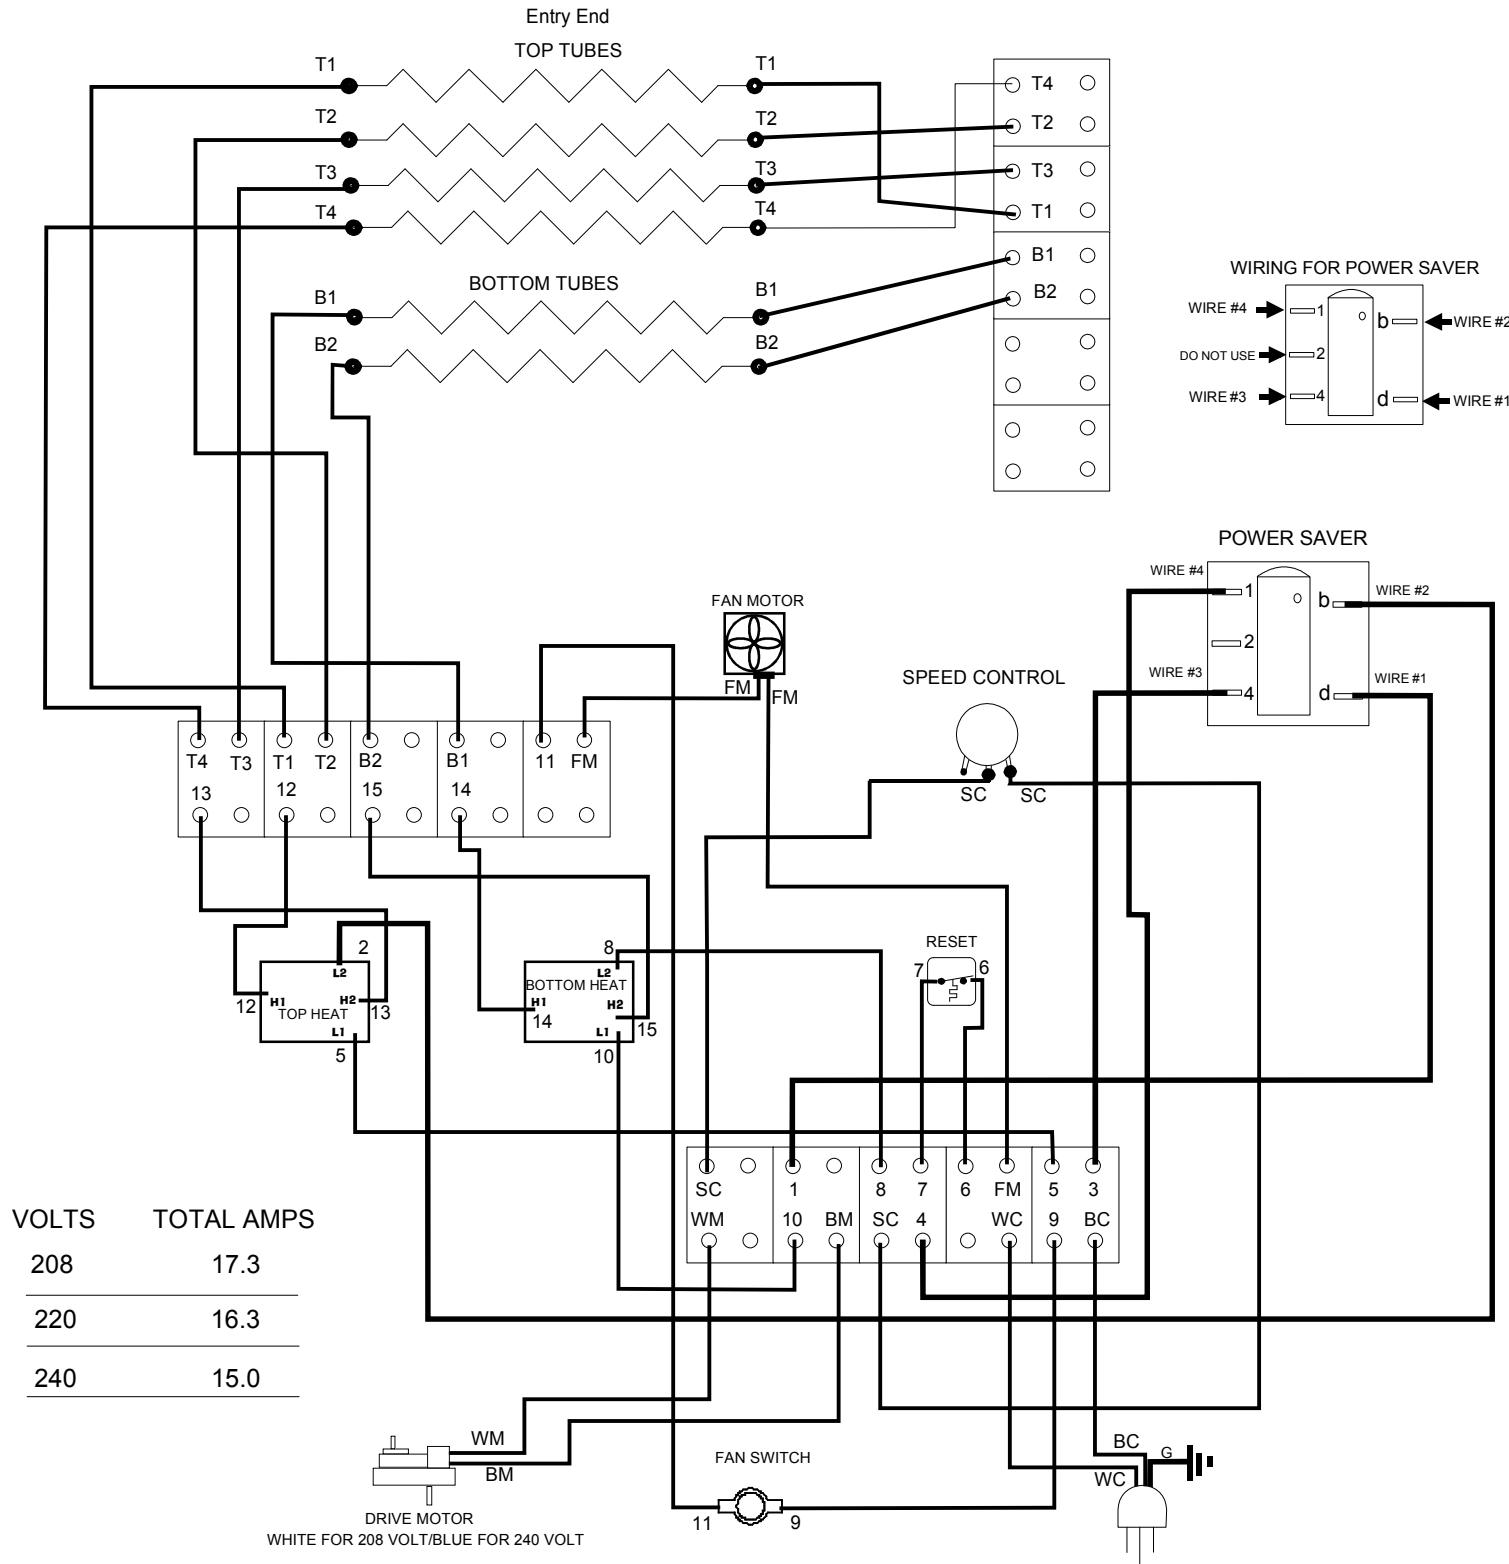 Entry End
TOP TUBES
T1
T1
T2
T2
T3
T3
T4
T4
BOTTOM TUBES
B1
B1
B2
B2
T4
T2
T3
T1
B1
B2
WIRING FOR POWER SAVER
WIRE #4
1
b
WIRE #2
DO NOT USE
2
WIRE #3
4
d
WIRE #1
POWER SAVER
WIRE #4
1
b
WIRE #2
2
WIRE #3
4
d
WIRE #1
FAN MOTOR
FM
FM
SPEED CONTROL
SC
SC
T4 T3 T1 T2 B2 B1 11 FM
13 12 15 14
2
L2
12
H1
H2
13
TOP HEAT
L1
5
8
L2
BOTTOM HEAT
H1
H2
14
15
L1
10
RESET
7
6
SC 1 8 7 6 FM 5 3
WM 10 BM SC 4 WC 9 BC
VOLTS TOTAL AMPS
208 17.3
220 16.3
240 15.0
WM
BM
DRIVE MOTOR
WHITE FOR 208 VOLT/BLUE FOR 240 VOLT
FAN SWITCH
11
9
BC
G
WC